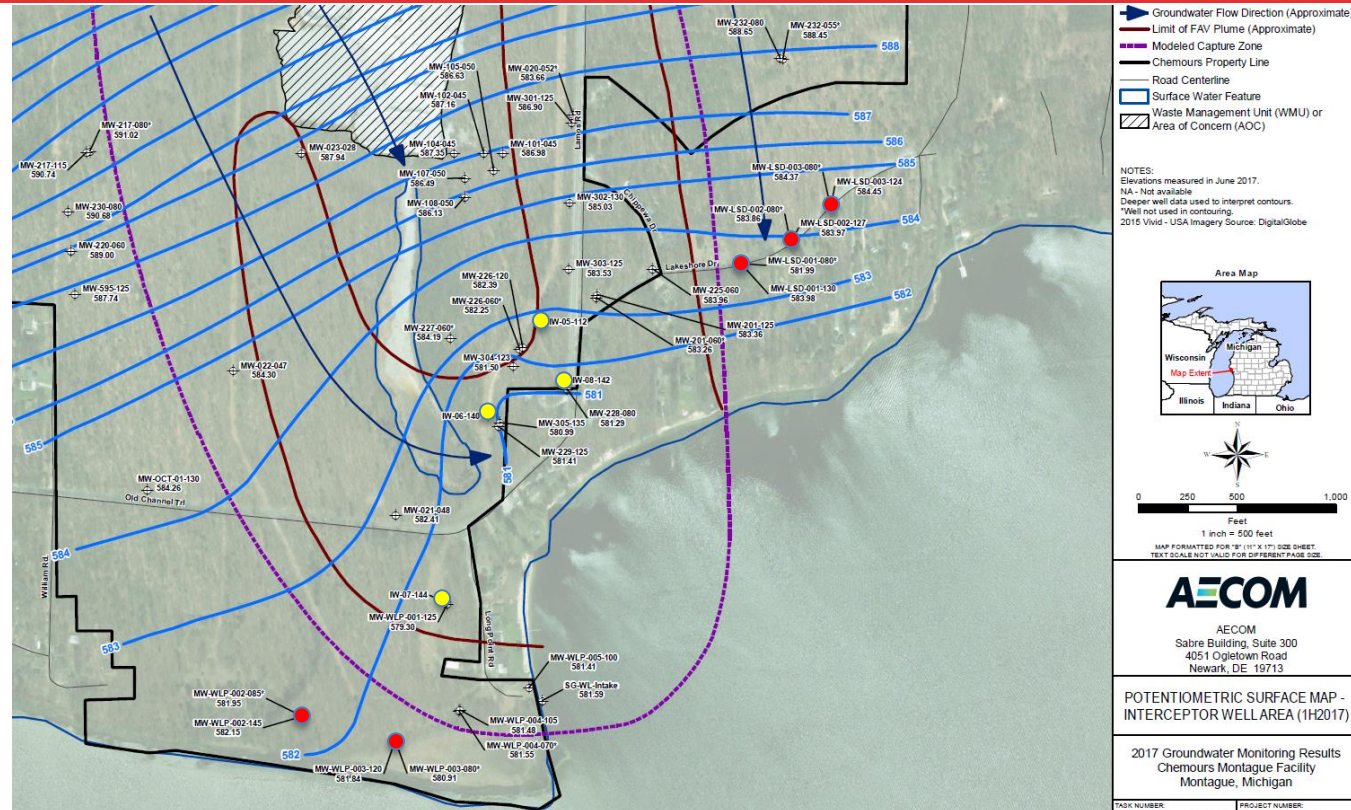 MW-232-080
588.65
MW-232-055*
588.45
588
MW-105-050
586.63
MW-020-052*
583.66
MW-102-045
587.16
MW-301-125
586.90
Lamos Rd
587
MW-217-080*
591.02
MW-023-028
587.94
MW-104-045
587.35
MW-101-045
586.98
586
MW-217-115
590.74
MW-107-050
586.49
585
MW-LSD-003-080*
584.37
MW-LSD-003-124
584.45
MW-108-050
586.13
MW-302-130
585.03
Chippewa Dr
MW-230-080
590.68
MW-LSD-002-080*
583.86
MW-LSD-002-127
583.97
584
MW-220-060
589.00
MW-226-120
582.39
MW-303-125
583.53
Lakeshore Dr
MW-LSD-001-080*
581.99
583
MW-595-125
587.74
MW-226-060*
582.25
MW-225-060
583.96
MW-LSD-001-130
583.98
582
IW-05-112
MW-227-060*
584.19
MW-201-125
583.36
MW-201-060*
583.26
MW-022-047
584.30
MW-304-123
581.50
IW-08-142
581
IW-06-140
MW-228-080
581.29
MW-305-135
580.99
585
MW-229-125
581.41
581
MW-OCT-01-130
584.26
Old Channel Trl
MW-021-048
582.41
584
William Rd
IW-07-144
MW-WLP-001-125
579.30
Long Point Rd
583
MW-WLP-005-100
581.41
SG-WL-Intake
581.59
MW-WLP-002-085*
581.95
MW-WLP-002-145
582.15
MW-WLP-004-105
581.48
MW-WLP-004-070*
581.55
582
MW-WLP-003-120
581.84
MW-WLP-003-080*
580.91
Groundwater Flow Direction (Approximate)
Limit of FAV Plume (Approximate)
Modeled Capture Zone
Chemours Property Line
Road Centerline
Surface Water Feature
Waste Management Unit (WMU) or
Area of Concern (AOC)
NOTES:
Elevations measured in June 2017.
NA - Not available
Deeper well data used to interpret contours.
*Well not used in contouring.
2015 Vivid - USA Imagery Source: DigitalGlobe
Area Map
Michigan
Wisconsin
Map Extent
Illinois
Indiana
Ohio
N
W
E
S
0 250 500 1,000
Feet
1 inch = 500 feet
MAP FORMATTED FOR "B" (11" X 17") SIZE SHEET.
TEXT SCALE NOT VALID FOR DIFFERENT PAGE SIZE.
AECOM
AECOM
Sabre Building, Suite 300
4051 Ogletown Road
Newark, DE 19713
POTENTIOMETRIC SURFACE MAP -
INTERCEPTOR WELL AREA (1H2017)
2017 Groundwater Monitoring Results
Chemours Montague Facility
Montague, Michigan
TASK NUMBER:
PROJECT NUMBER: